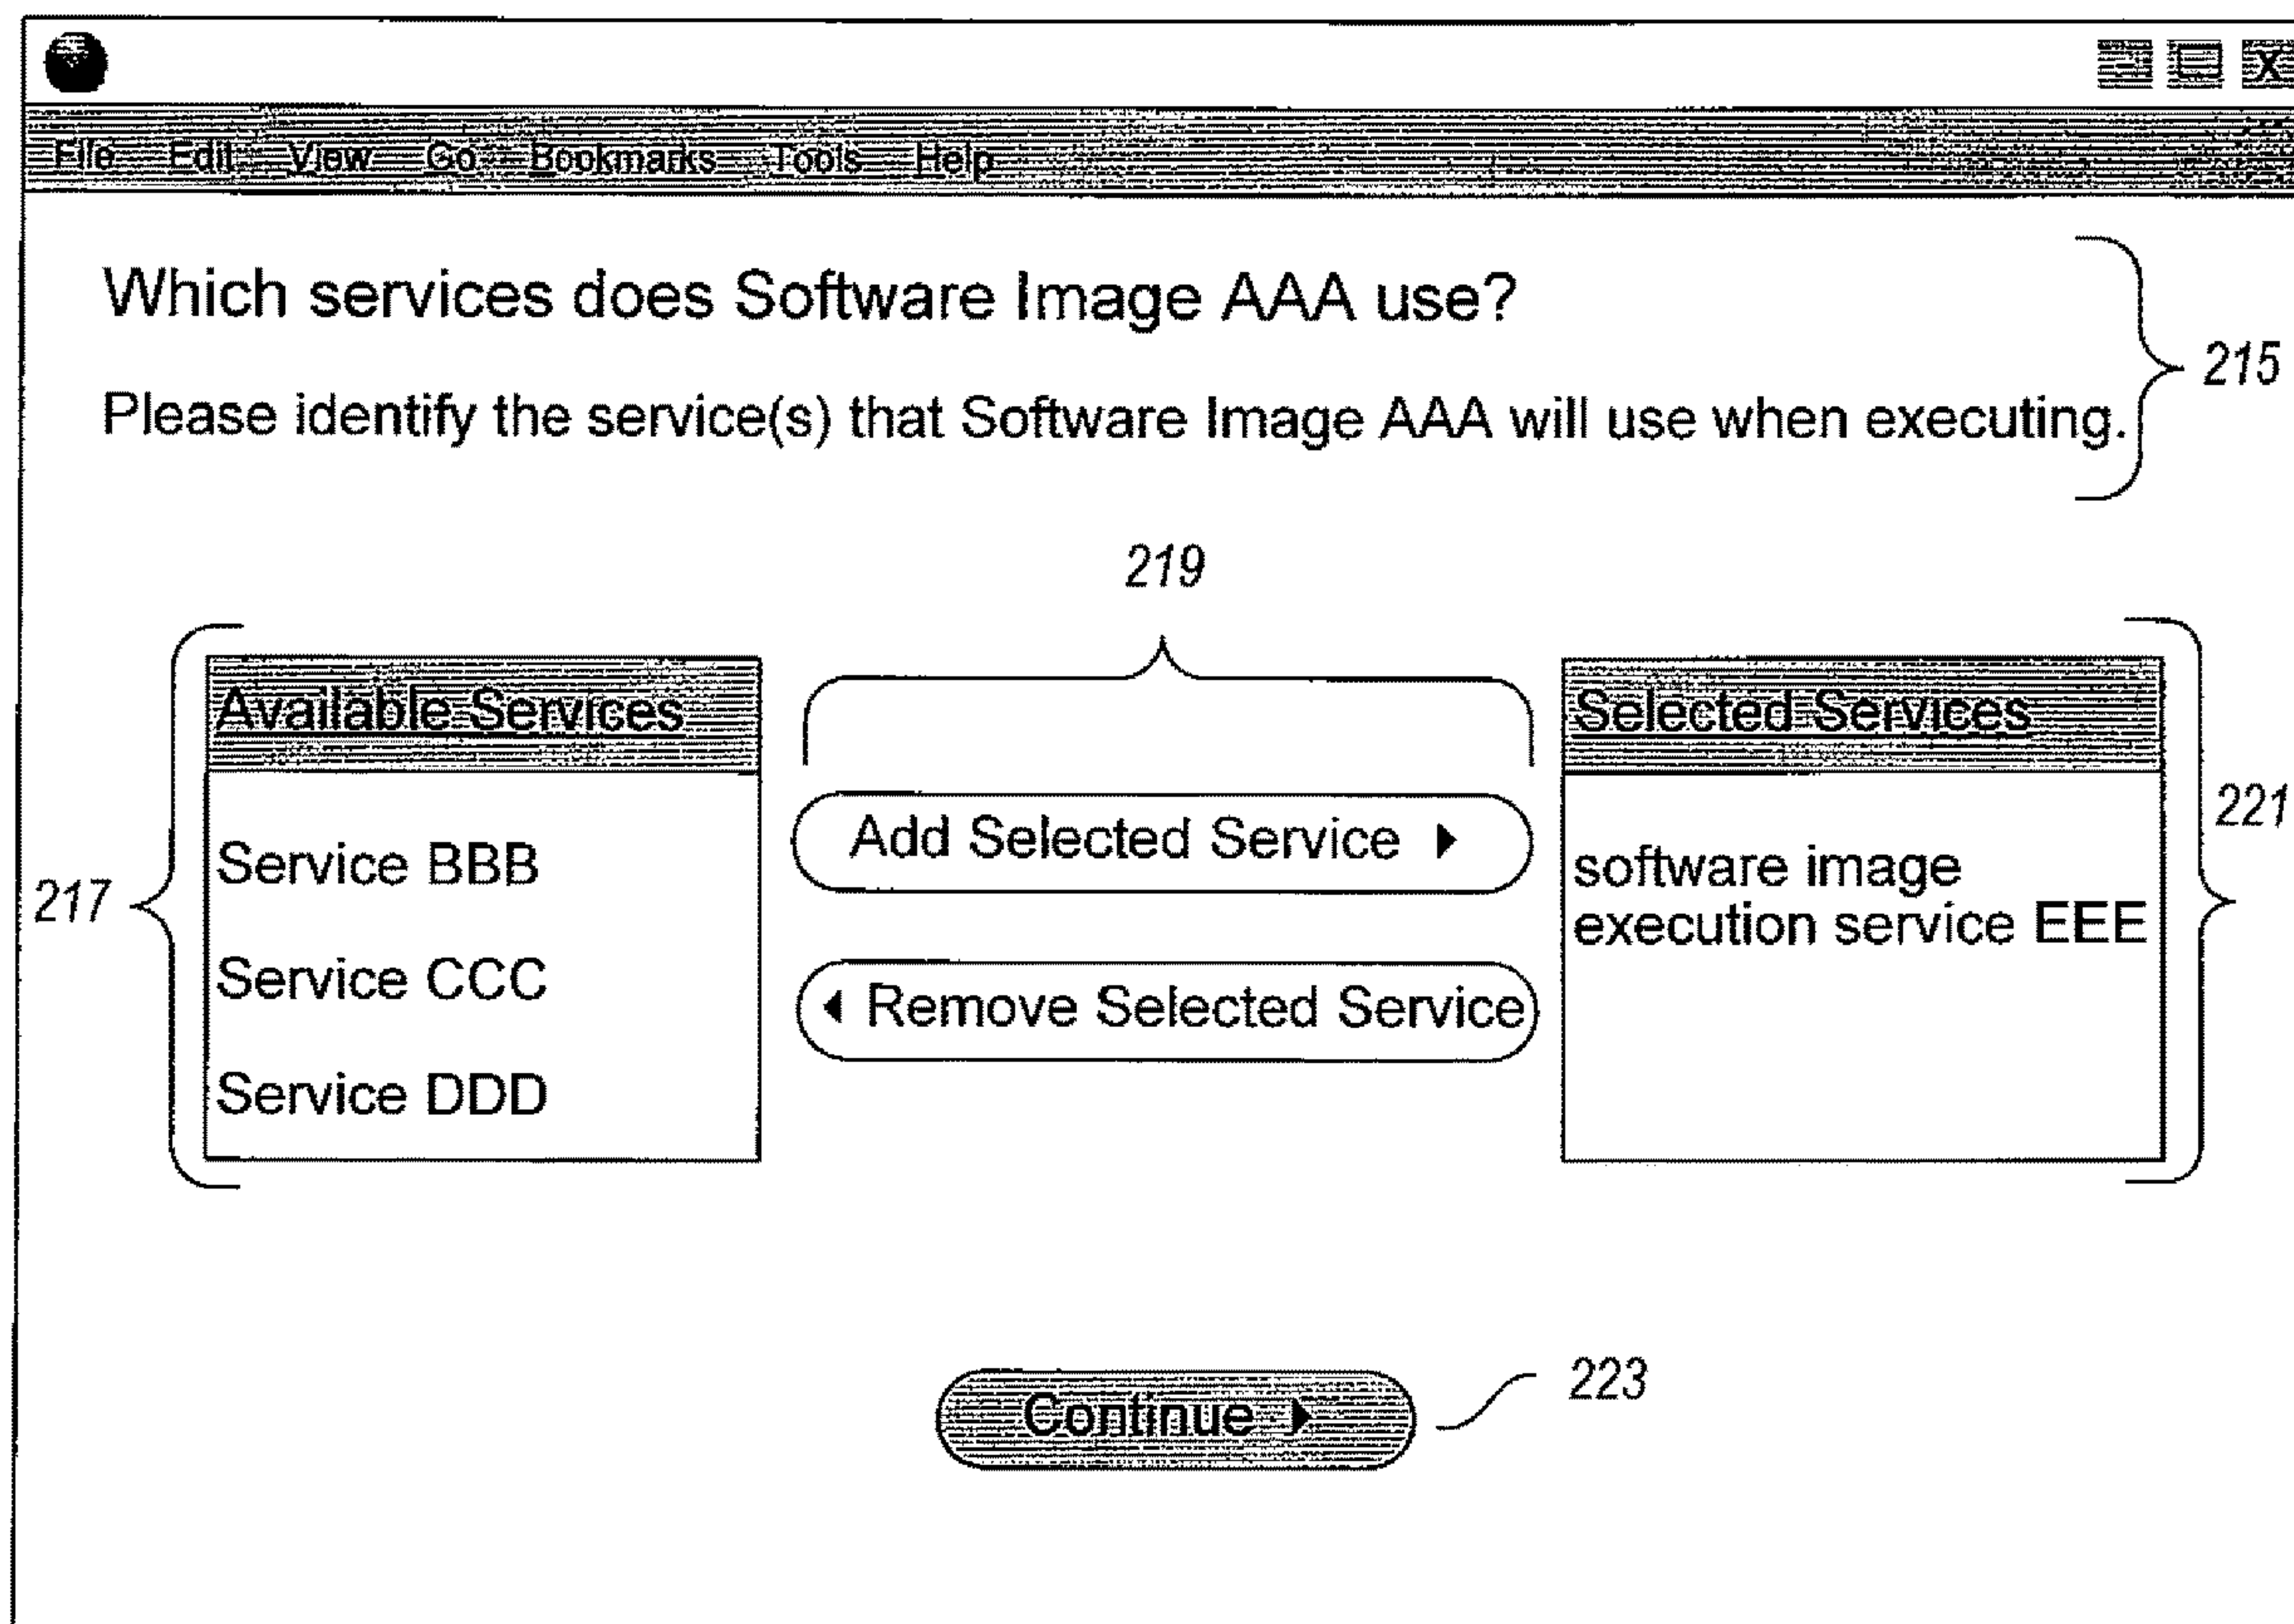 X
File Edit View Go Bookmarks Tools Help
Which services does Software Image AAA use?
215
Please identify the service(s) that Software Image AAA will use when executing.
219
Available Services
Service BBB
Service CCC
Service DDD
217
Add Selected Service
Remove Selected Service
Selected Services
software image
execution service EEE
221
Continue
223